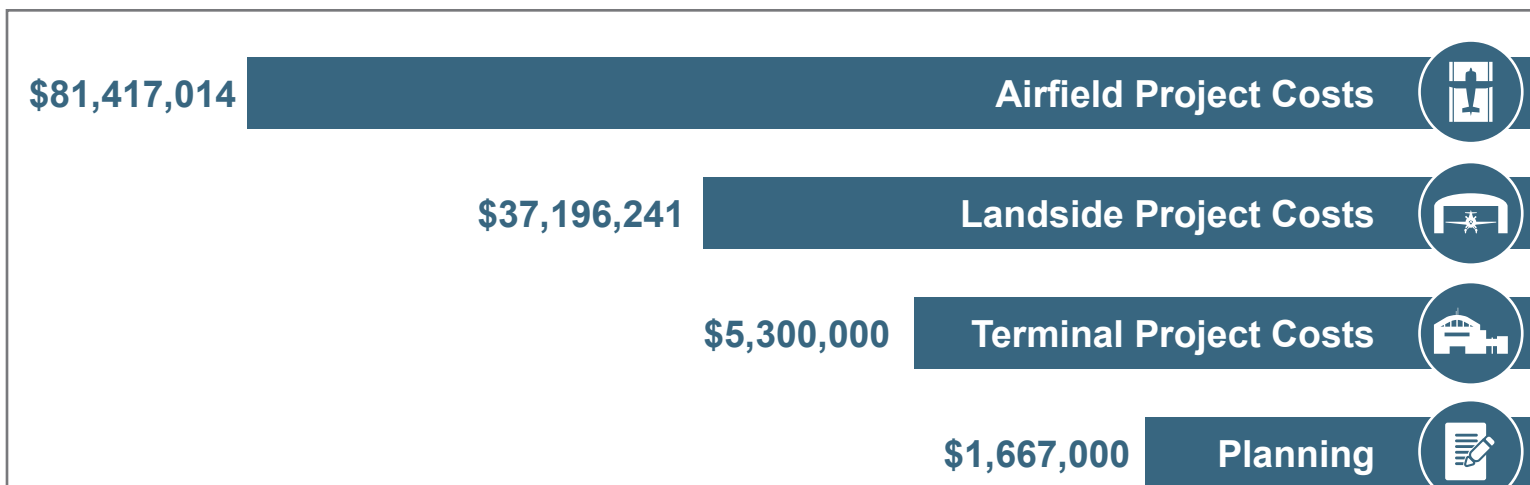 $81,417,014 Airfield Project Costs
$37,196,241 Landside Project Costs
$5,300,000 Terminal Project Costs
$1,667,000 Planning